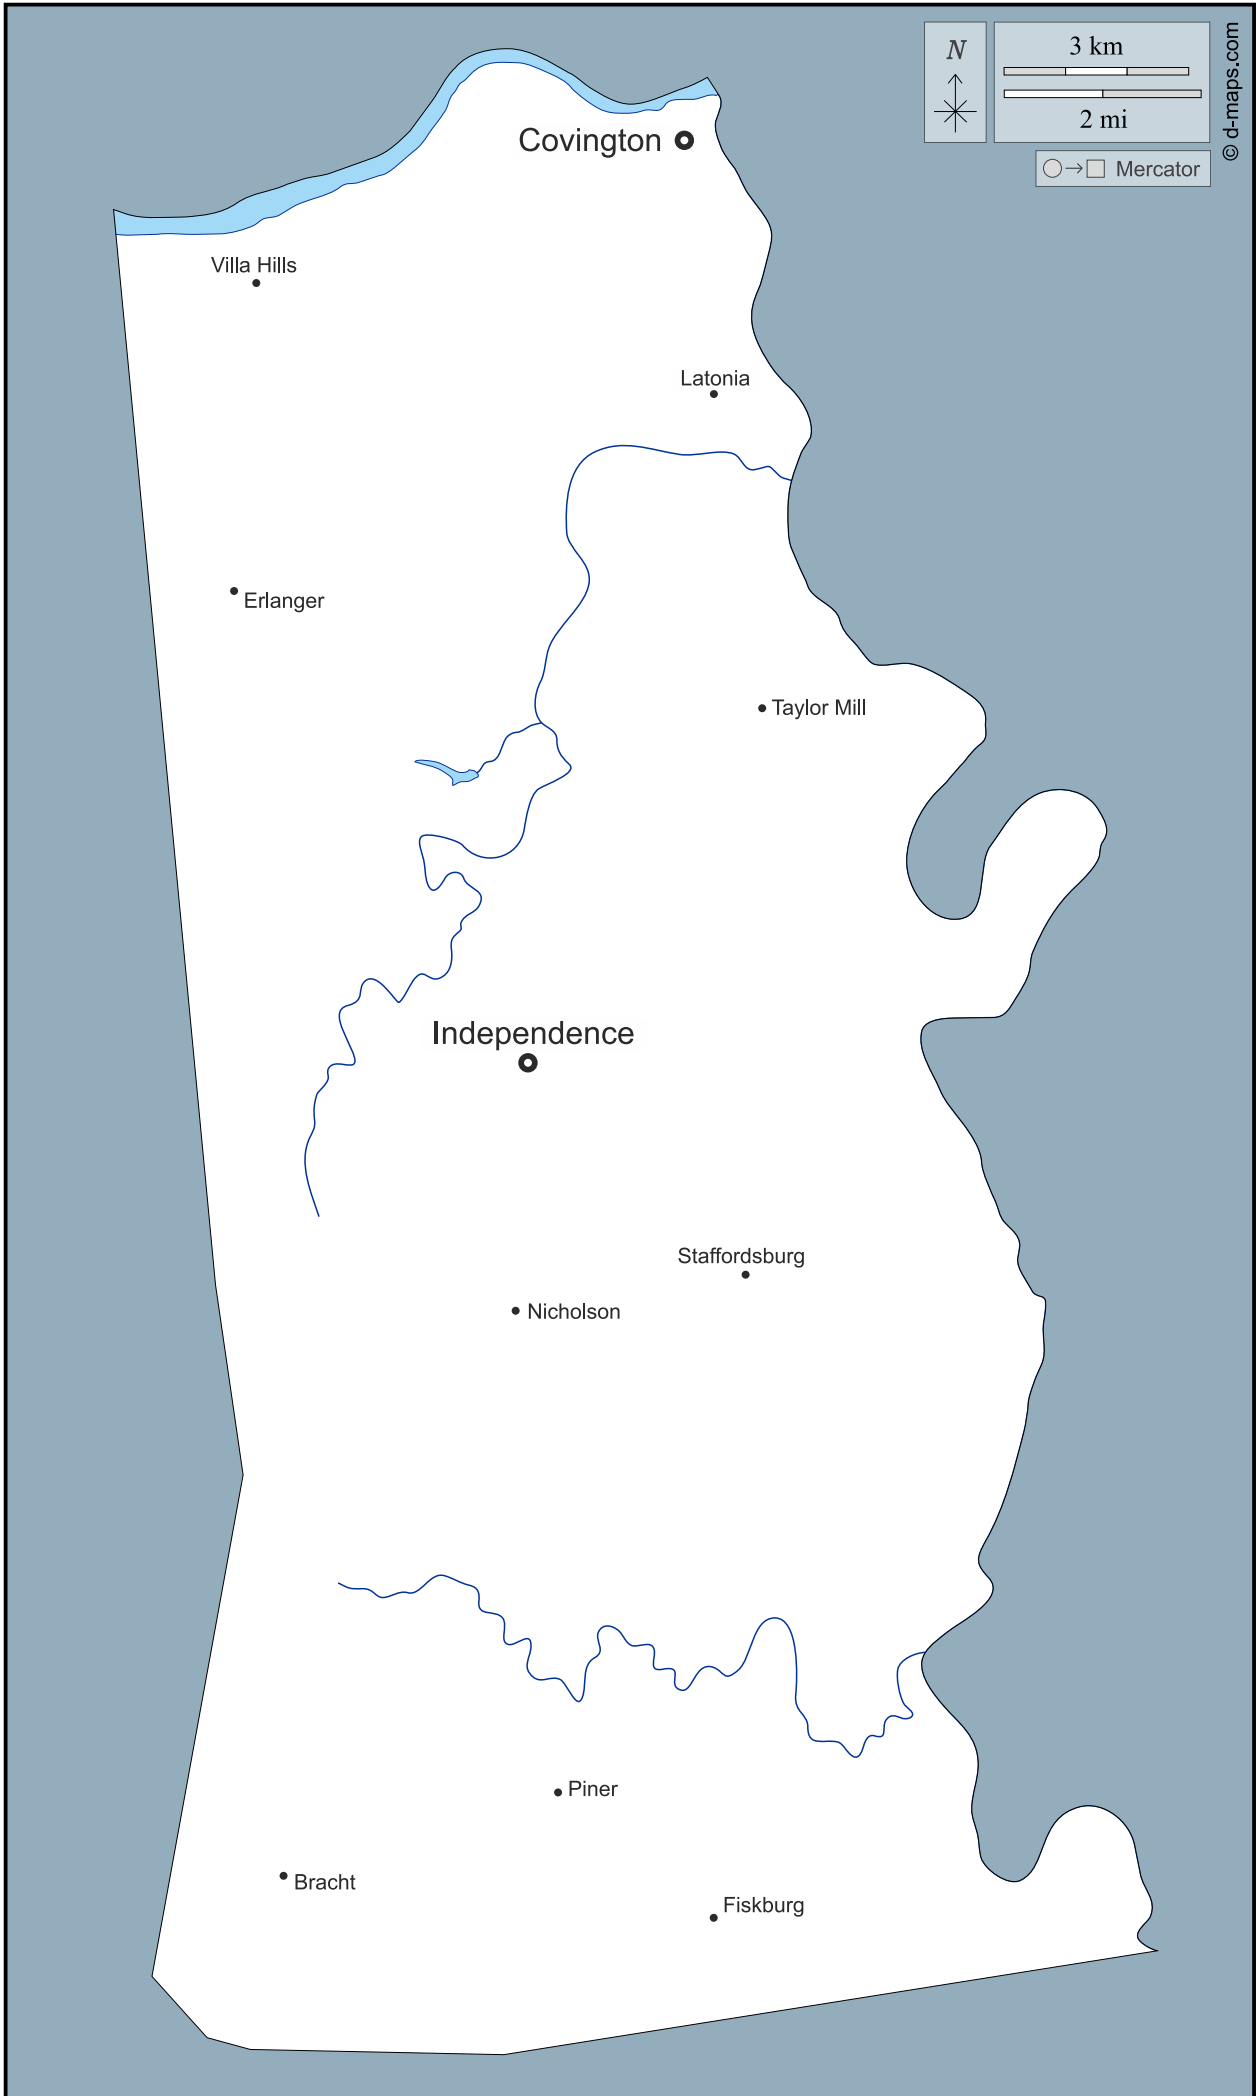 N
3 km
2 mi
© d-maps.com
Mercator
Covington
Villa Hills
Latonia
Erlanger
Taylor Mill
Independence
Staffordsburg
Nicholson
Piner
Bracht
Fiskburg